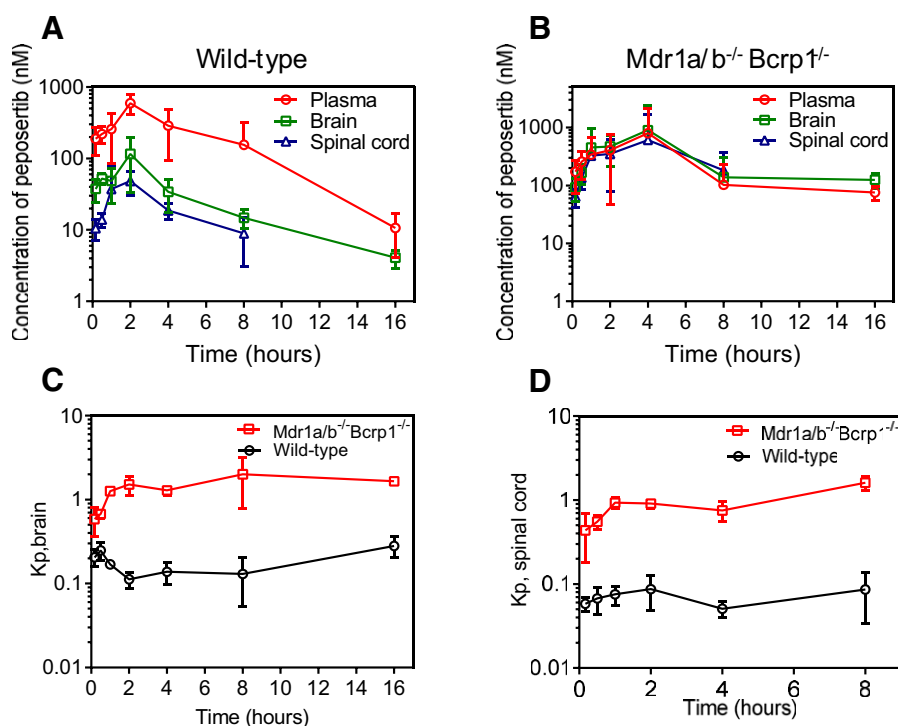 A
Wild-type
Concentration of peposertib (nM)
1000
100
10
1
Plasma
Brain
Spinal cord
0 2 4 6 8 10 12 14 16
Time (hours)
B
Mdr1a/b-/- Bcrp1-/-
Concentration of peposertib (nM)
1000
100
10
1
Plasma
Brain
Spinal cord
0 2 4 6 8 10 12 14 16
Time (hours)
C
Kp,brain
10
1
0.1
0.01
Mdr1a/b-/-Bcrp1-/-
Wild-type
0 2 4 6 8 10 12 14 16
Time (hours)
D
Kp, spinal cord
10
1
0.1
0.01
Mdr1a/b-/-Bcrp1-/-
Wild-type
0 2 4 6 8
Time (hours)